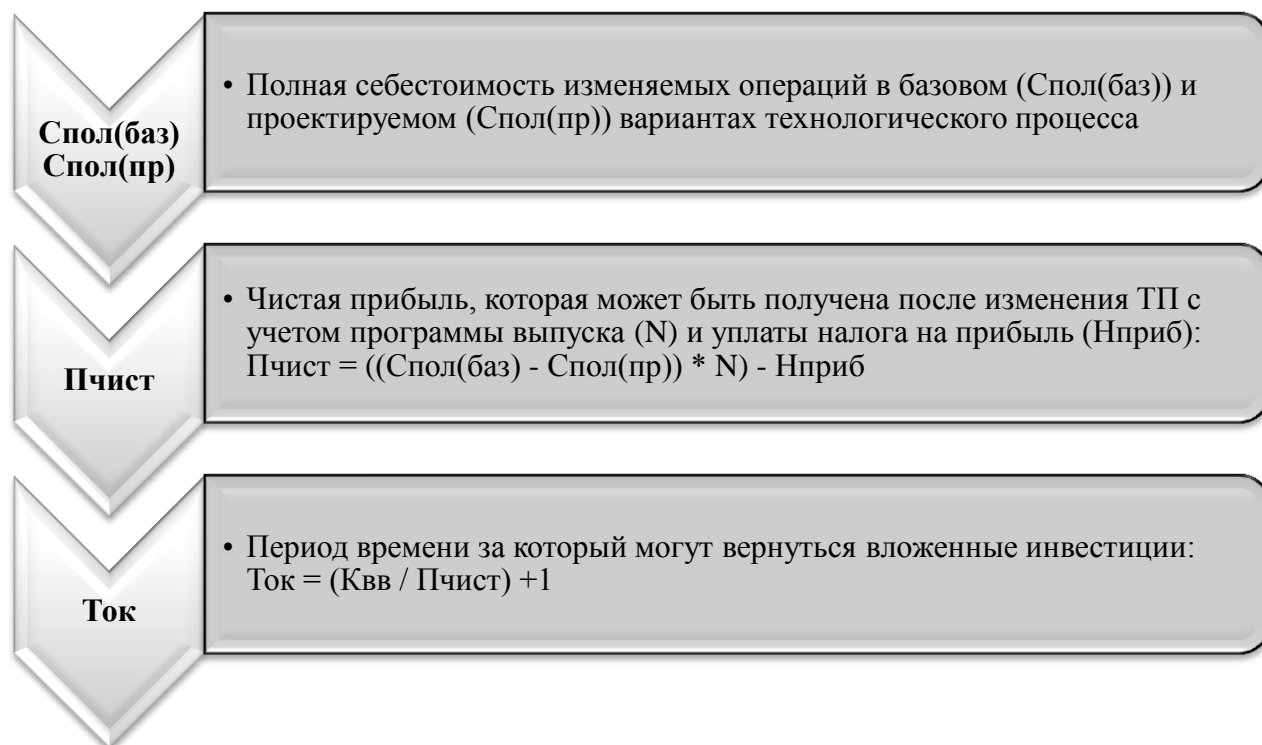 Спол(баз)
Спол(пр)
• Полная себестоимость изменяемых операций в базовом (Спол(баз)) и
проектируемом (Спол(пр)) вариантах технологического процесса
Пчист
• Чистая прибыль, которая может быть получена после изменения ТП с
учетом программы выпуска (N) и уплаты налога на прибыль (Нприб):
Пчист = ((Спол(баз) - Спол(пр)) * N) - Нприб
Ток
• Период времени за который могут вернуться вложенные инвестиции:
Ток = (Квв / Пчист) +1